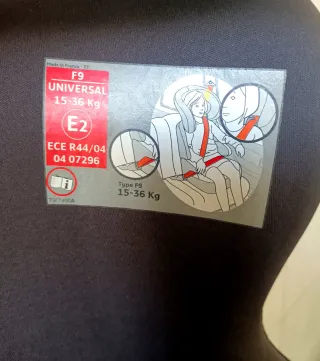 Made in France - 07
F9
UNIVERSAL
15-36 Kg
E2
ECE R44/04
04 07296
Type F9
15-36 Kg